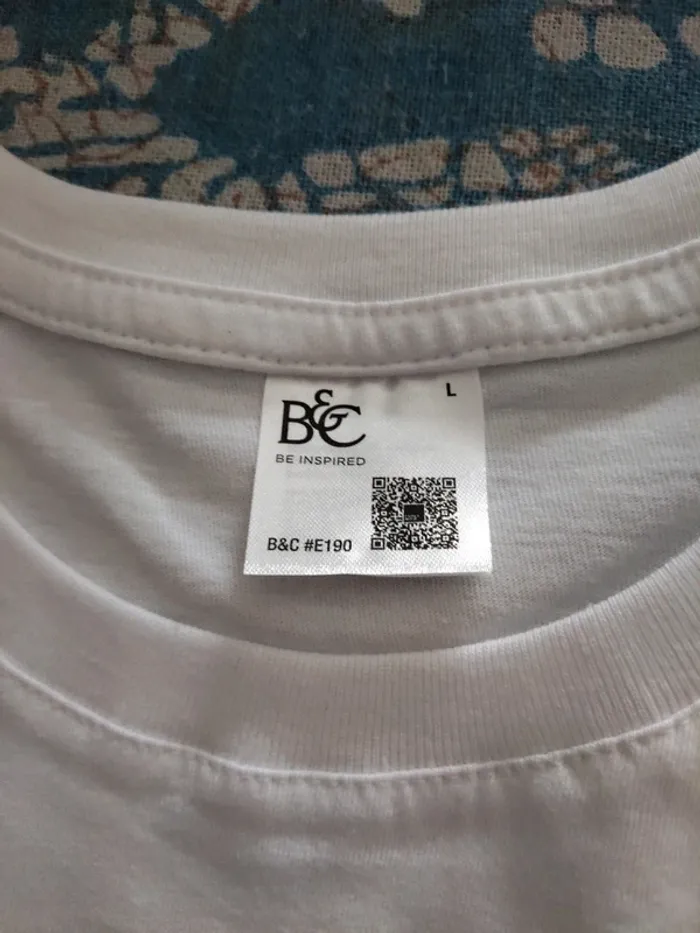 L
B&C
BE INSPIRED
B&C #E190